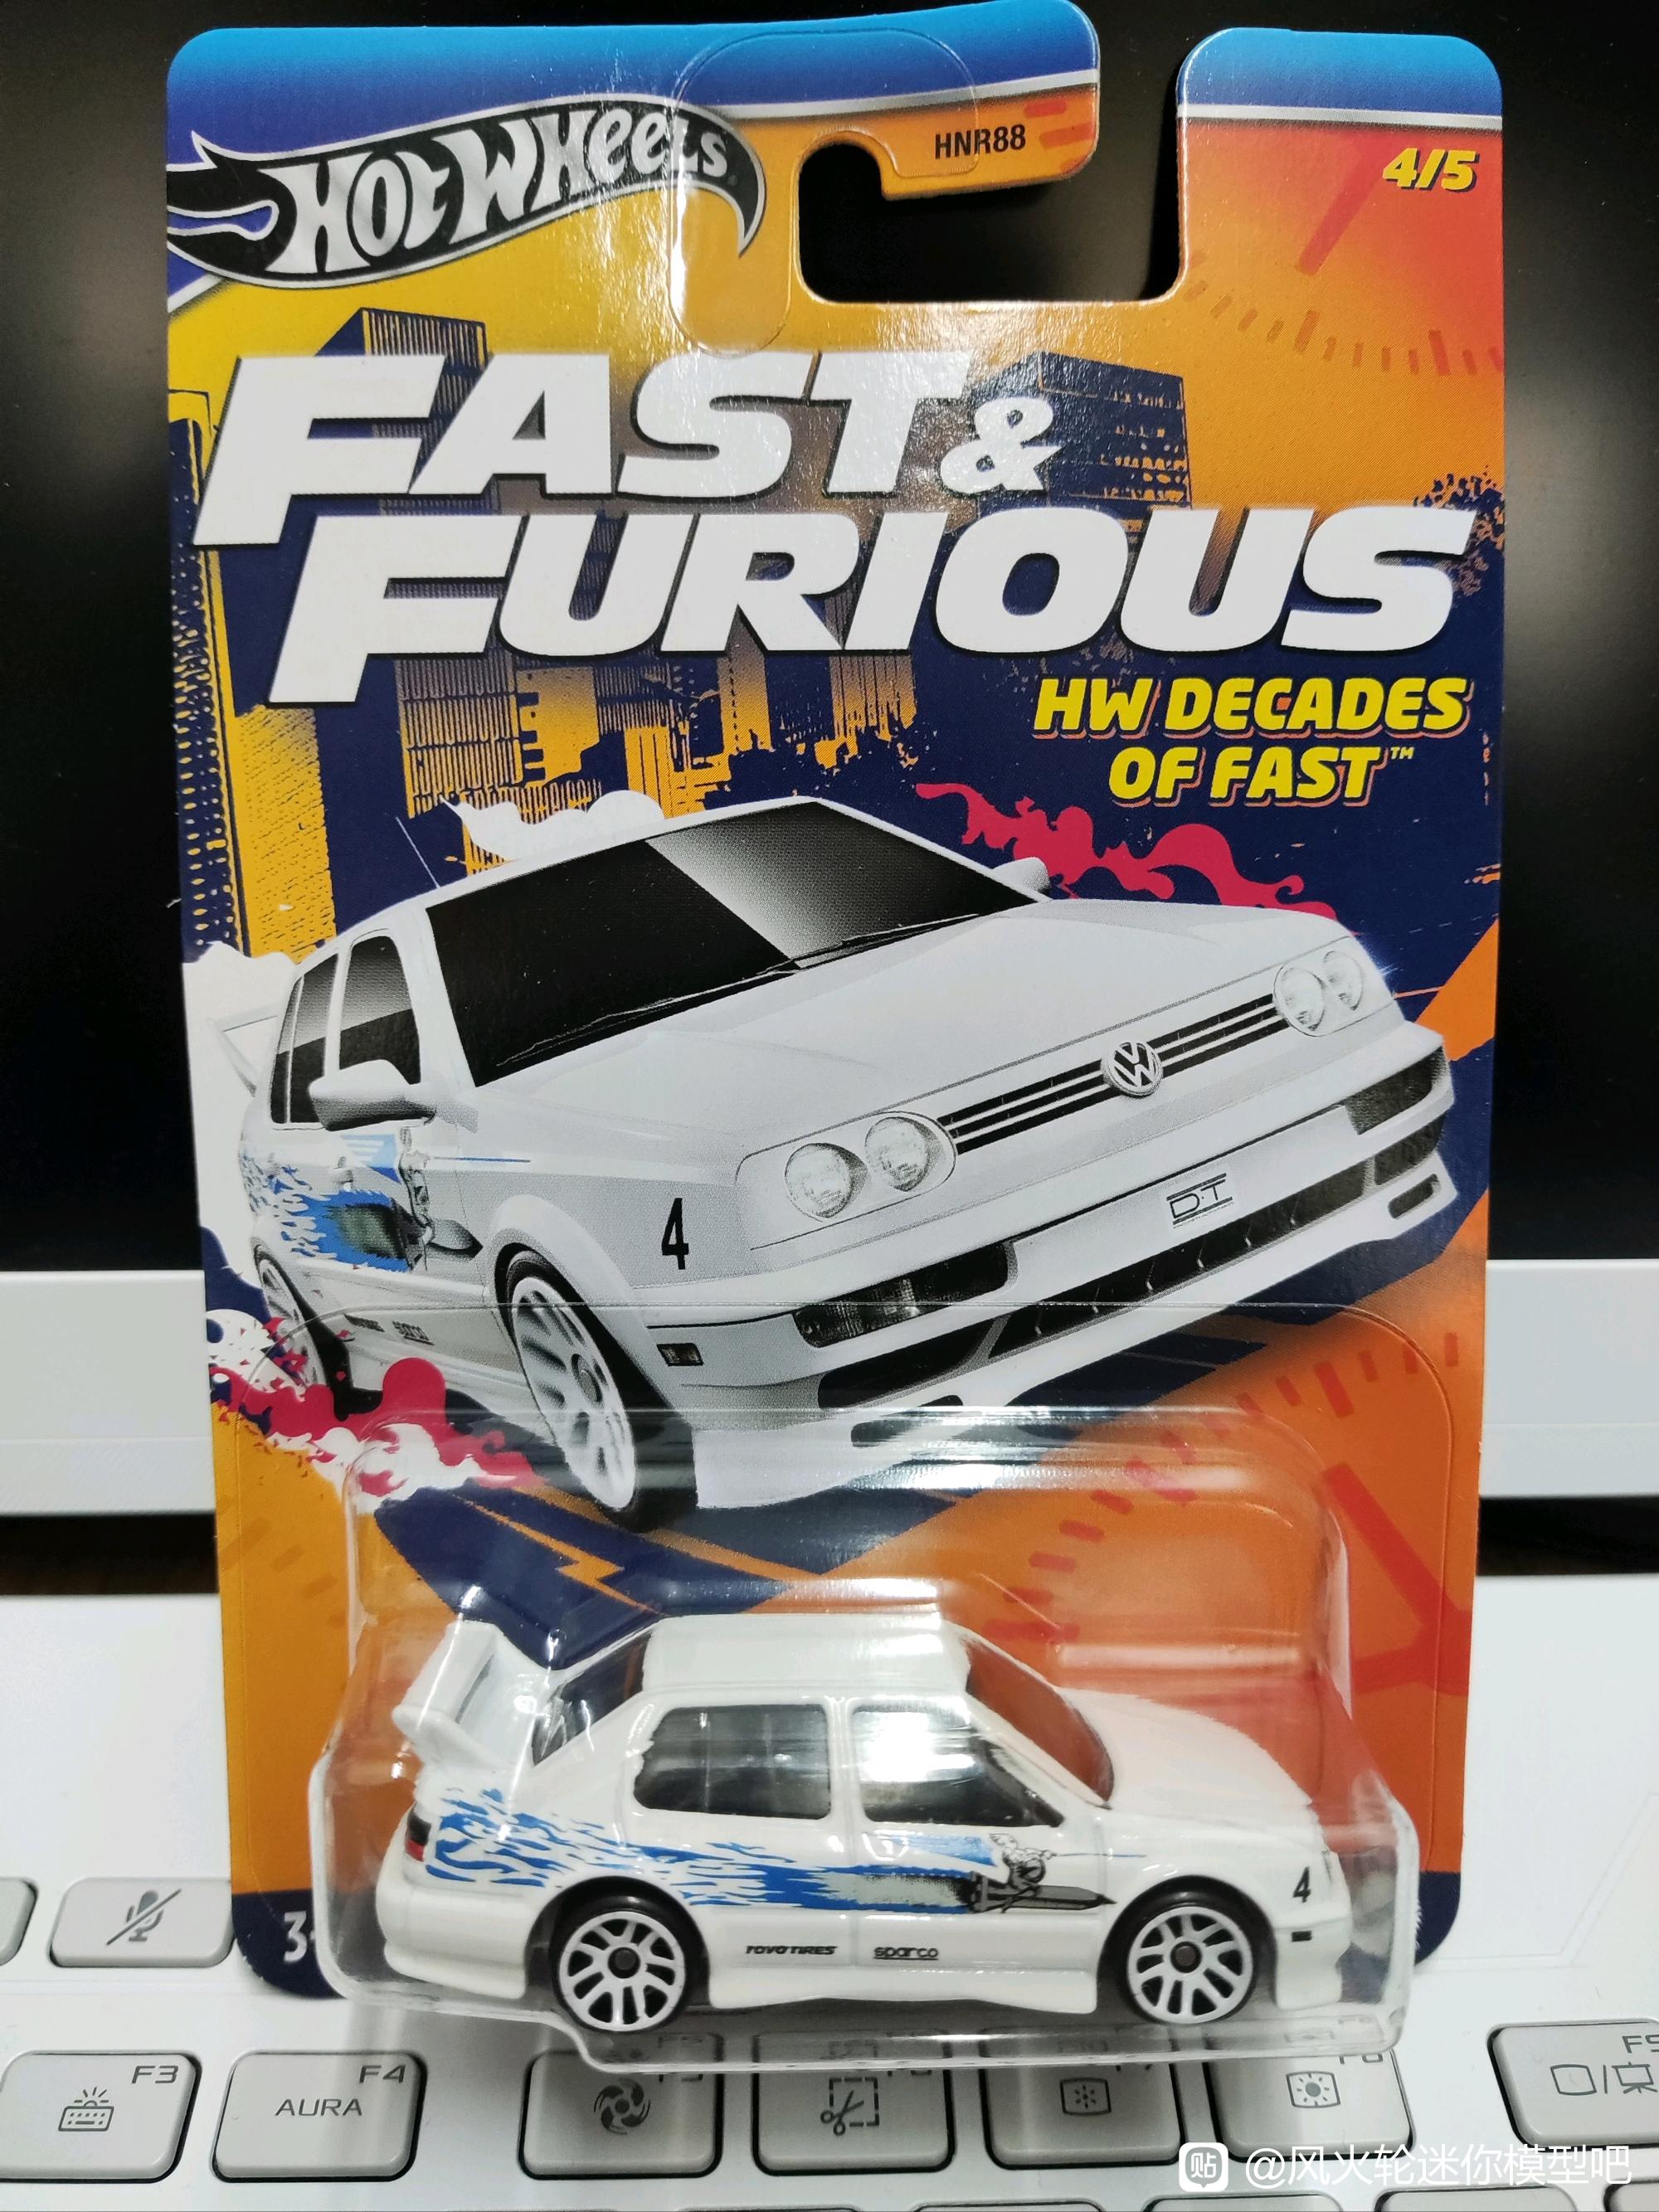 HOT WHEELS
HNR88
4/5
FAST &
FURIOUS
HW DECADES
OF FAST™
4
D·T
4
TOYO TIRES
sparco
F3
F4
AURA
贴 @风火轮迷你模型吧